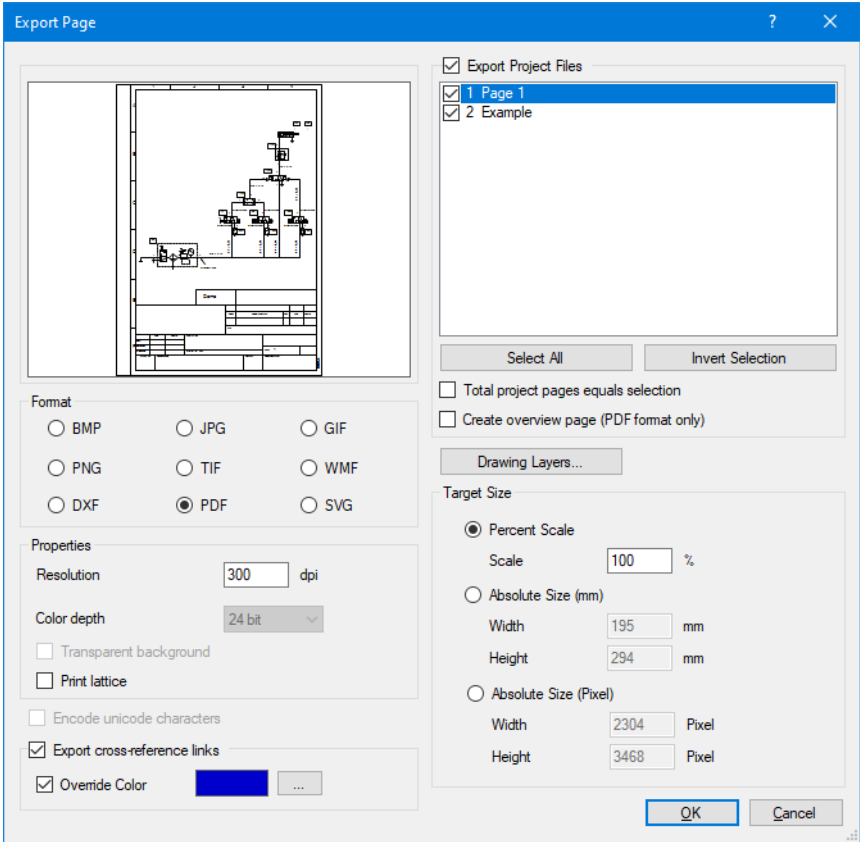 Export Page
?
Export Project Files
1 Page 1
2 Example
Demo
Select All
Invert Selection
Total project pages equals selection
Create overview page (PDF format only)
Drawing Layers...
Format
BMP
JPG
GIF
PNG
TIF
WMF
DXF
PDF
SVG
Properties
Resolution 300 dpi
Color depth 24 bit
Transparent background
Print lattice
Encode unicode characters
Export cross-reference links
Override Color ...
Target Size
Percent Scale
Scale 100 %
Absolute Size (mm)
Width 195 mm
Height 294 mm
Absolute Size (Pixel)
Width 2304 Pixel
Height 3468 Pixel
OK
Cancel